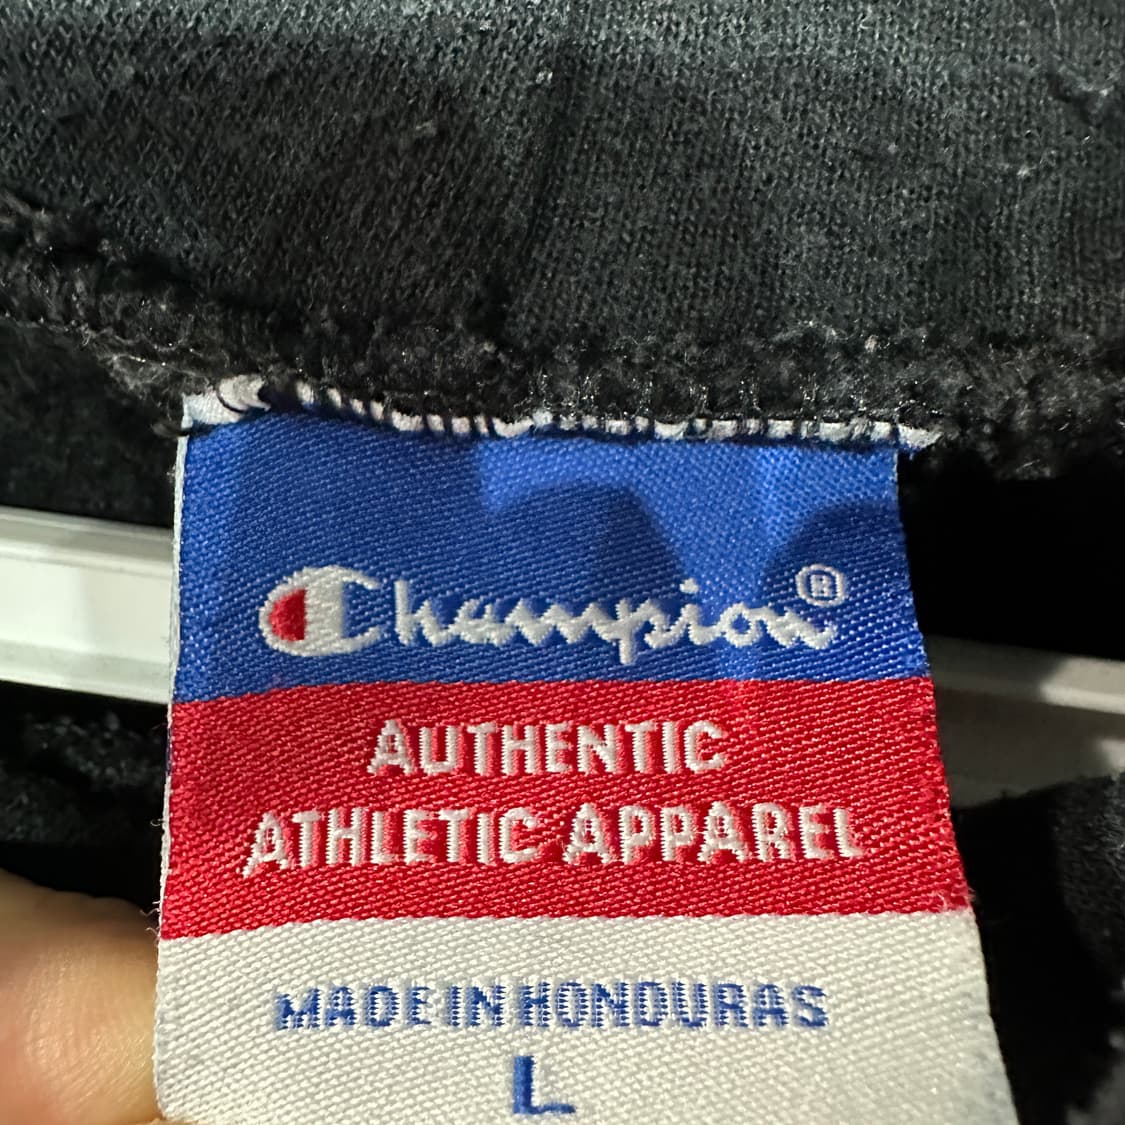 Champion®
AUTHENTIC
ATHLETIC APPAREL
MADE IN HONDURAS
L